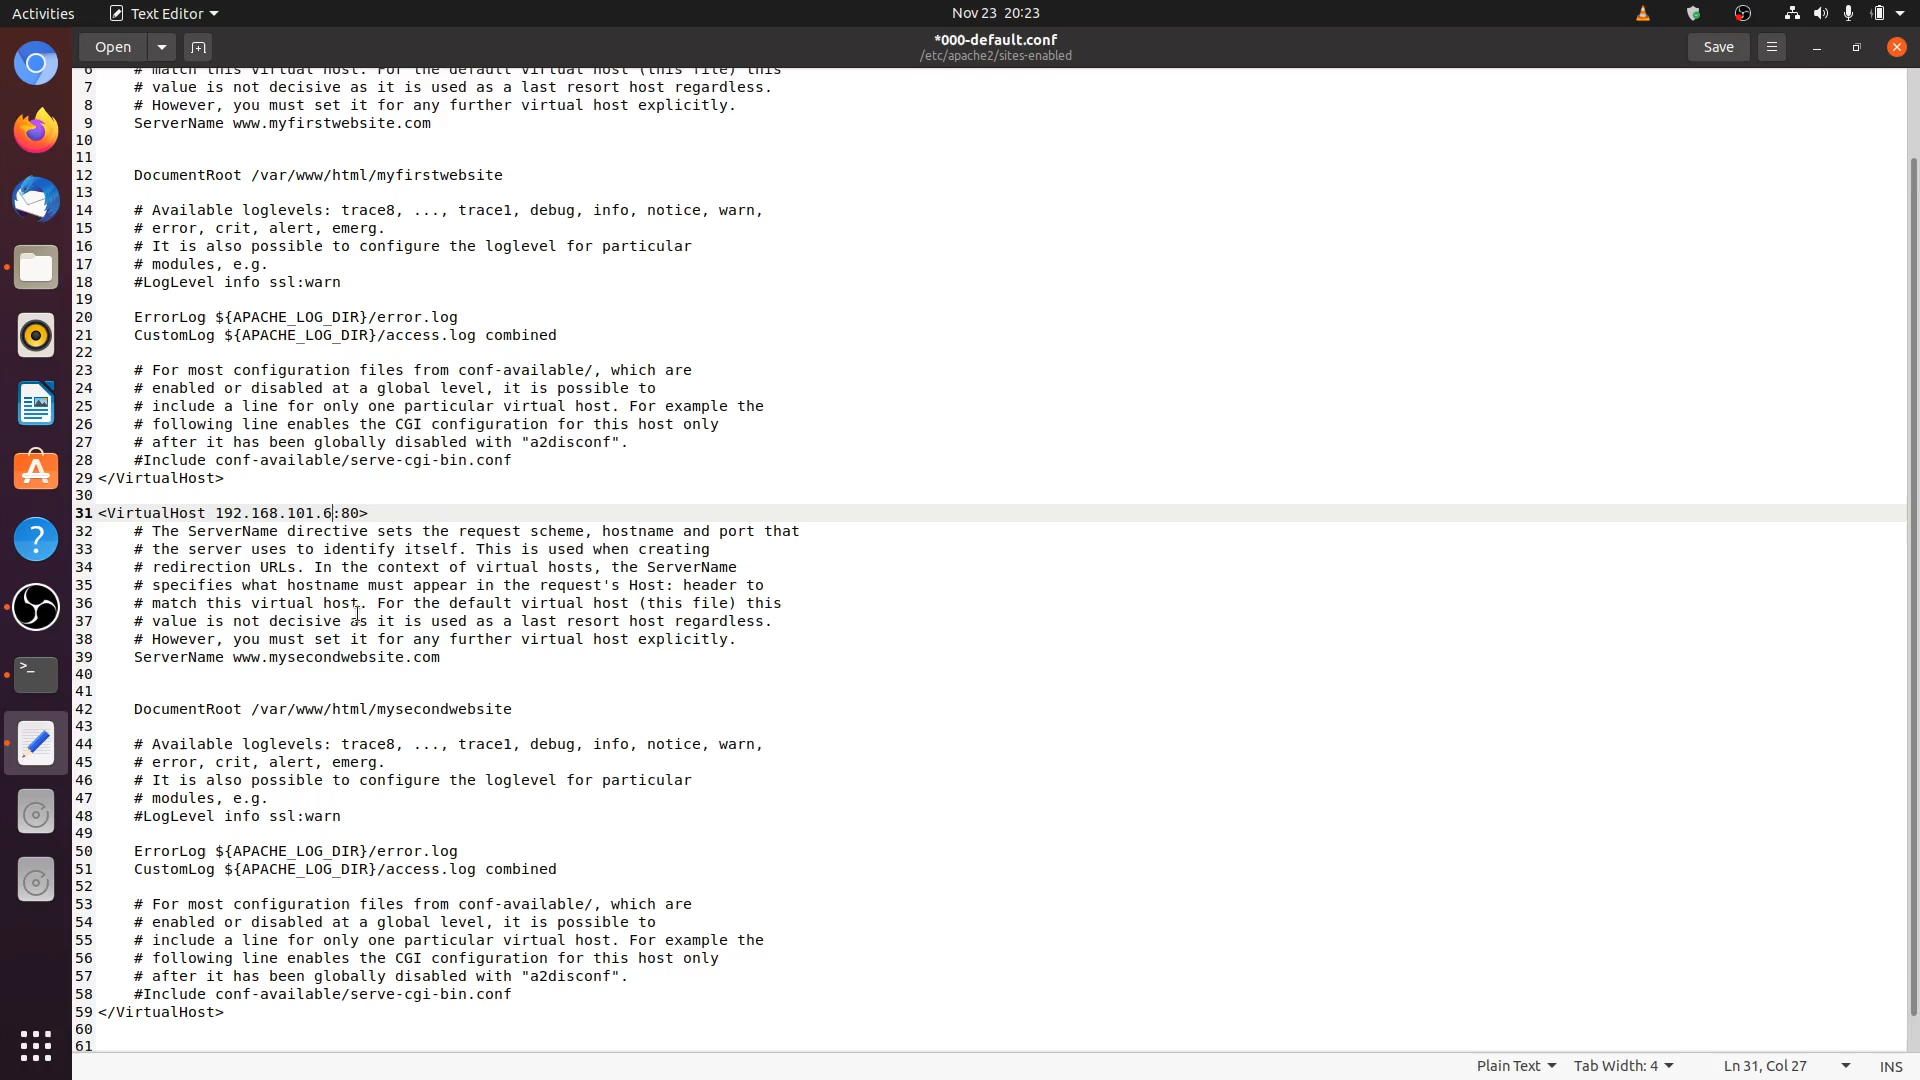 Activities
Text Editor
Nov 23 20:23
Open
*000-default.conf
/etc/apache2/sites-enabled
Save
6 # match this virtual host. For the default virtual host (this file) this
7 # value is not decisive as it is used as a last resort host regardless.
8 # However, you must set it for any further virtual host explicitly.
9 ServerName www.myfirstwebsite.com
10
11
12 DocumentRoot /var/www/html/myfirstwebsite
13
14 # Available loglevels: trace8, ..., trace1, debug, info, notice, warn,
15 # error, crit, alert, emerg.
16 # It is also possible to configure the loglevel for particular
17 # modules, e.g.
18 #LogLevel info ssl:warn
19
20 ErrorLog ${APACHE_LOG_DIR}/error.log
21 CustomLog ${APACHE_LOG_DIR}/access.log combined
22
23 # For most configuration files from conf-available/, which are
24 # enabled or disabled at a global level, it is possible to
25 # include a line for only one particular virtual host. For example the
26 # following line enables the CGI configuration for this host only
27 # after it has been globally disabled with "a2disconf".
28 #Include conf-available/serve-cgi-bin.conf
29 </VirtualHost>
30
31 <VirtualHost 192.168.101.6:80>
32 # The ServerName directive sets the request scheme, hostname and port that
33 # the server uses to identify itself. This is used when creating
34 # redirection URLs. In the context of virtual hosts, the ServerName
35 # specifies what hostname must appear in the request's Host: header to
36 # match this virtual host. For the default virtual host (this file) this
37 # value is not decisive as it is used as a last resort host regardless.
38 # However, you must set it for any further virtual host explicitly.
39 ServerName www.mysecondwebsite.com
40
41
42 DocumentRoot /var/www/html/mysecondwebsite
43
44 # Available loglevels: trace8, ..., trace1, debug, info, notice, warn,
45 # error, crit, alert, emerg.
46 # It is also possible to configure the loglevel for particular
47 # modules, e.g.
48 #LogLevel info ssl:warn
49
50 ErrorLog ${APACHE_LOG_DIR}/error.log
51 CustomLog ${APACHE_LOG_DIR}/access.log combined
52
53 # For most configuration files from conf-available/, which are
54 # enabled or disabled at a global level, it is possible to
55 # include a line for only one particular virtual host. For example the
56 # following line enables the CGI configuration for this host only
57 # after it has been globally disabled with "a2disconf".
58 #Include conf-available/serve-cgi-bin.conf
59 </VirtualHost>
60
61
Plain Text
Tab Width: 4
Ln 31, Col 27
INS